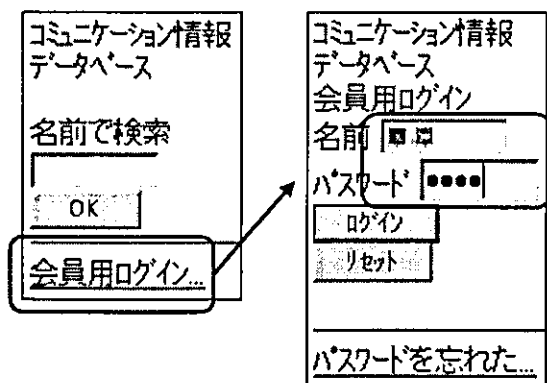 コミュニケーション情報
データベース
名前で検索
OK
会員用ログイン...
コミュニケーション情報
データベース
会員用ログイン
名前
パスワード ●●●●
ログイン
リセット
パスワードを忘れた...